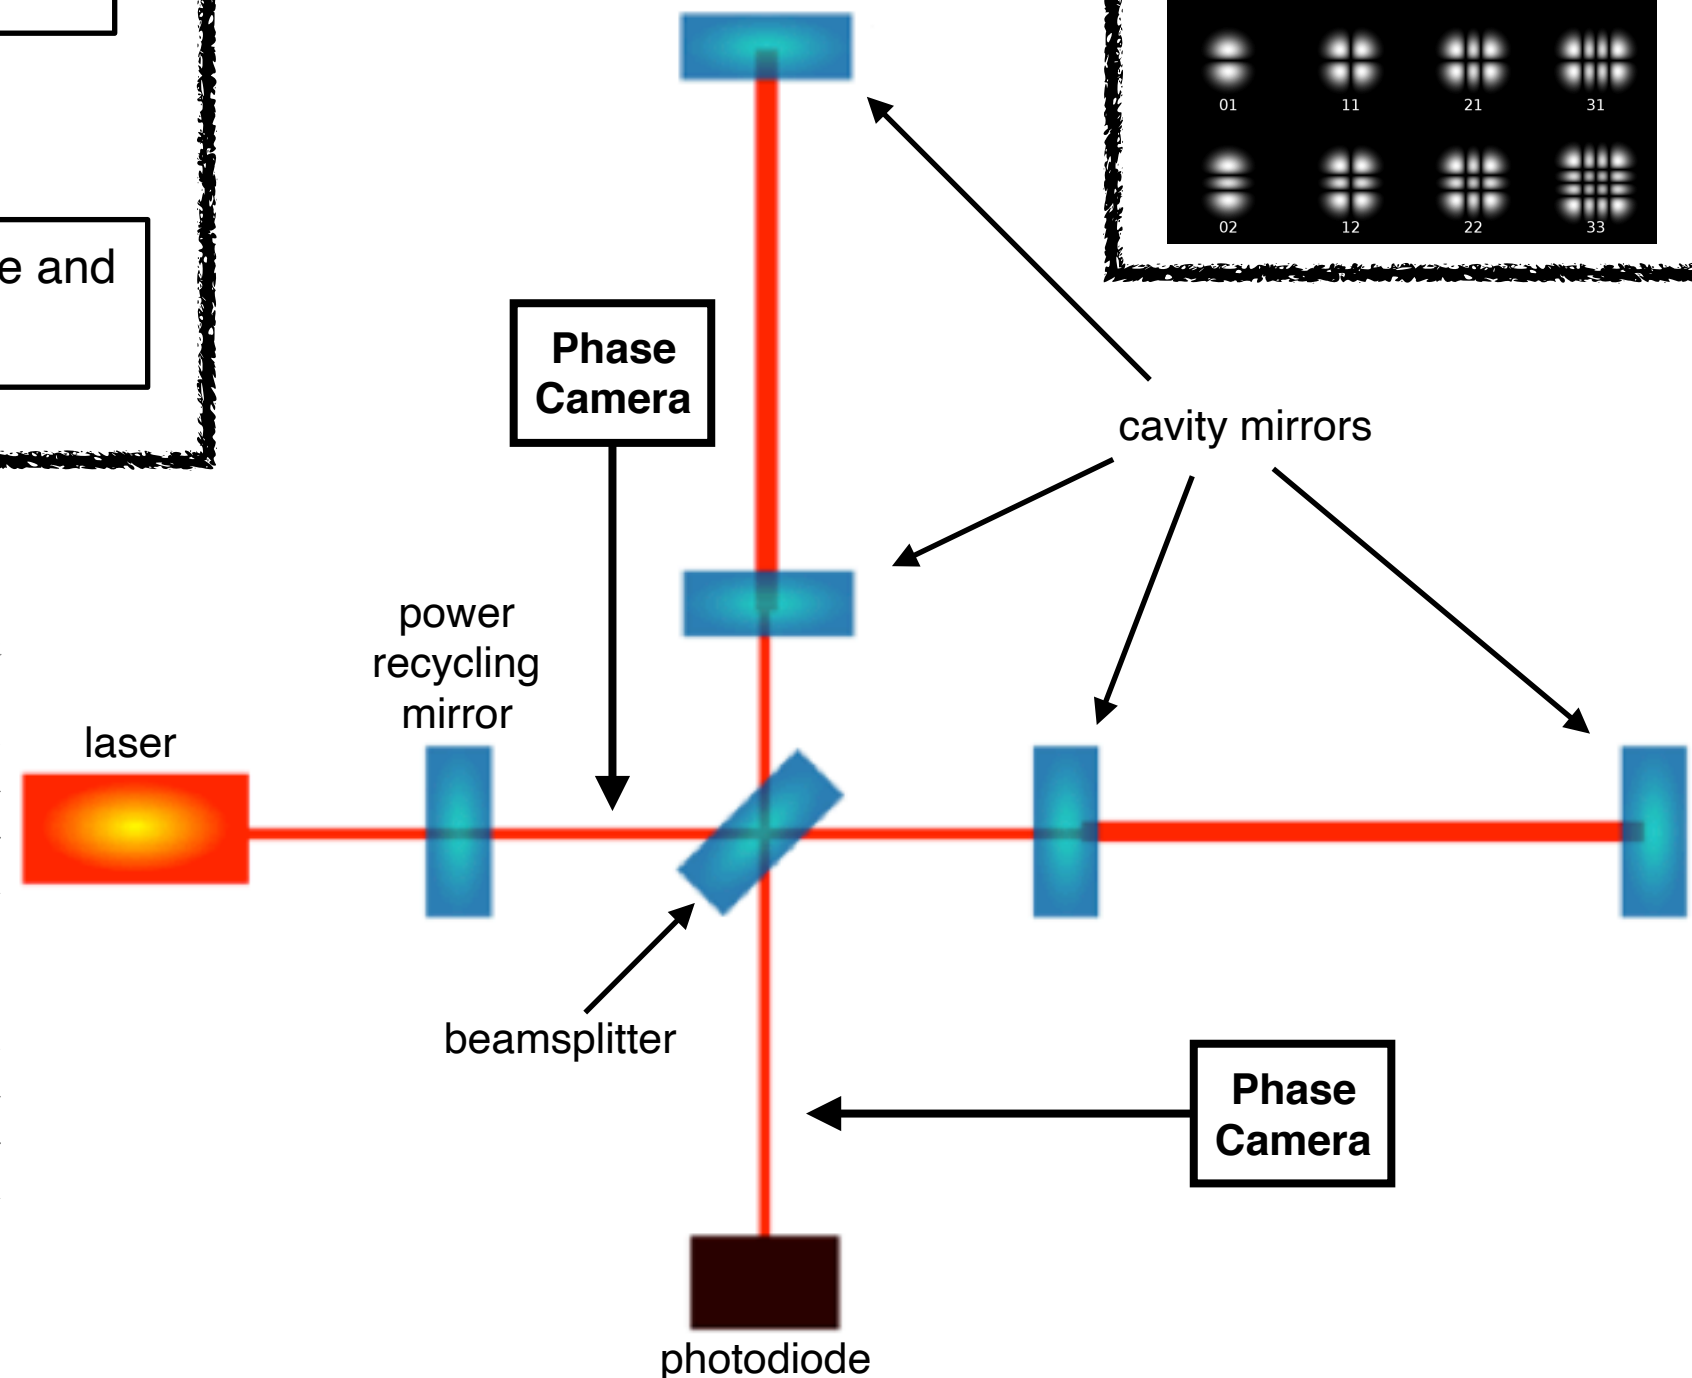 e and
01 11 21 31
02 12 22 33
Phase
Camera
cavity mirrors
power
recycling
mirror
laser
beamsplitter
Phase
Camera
photodiode